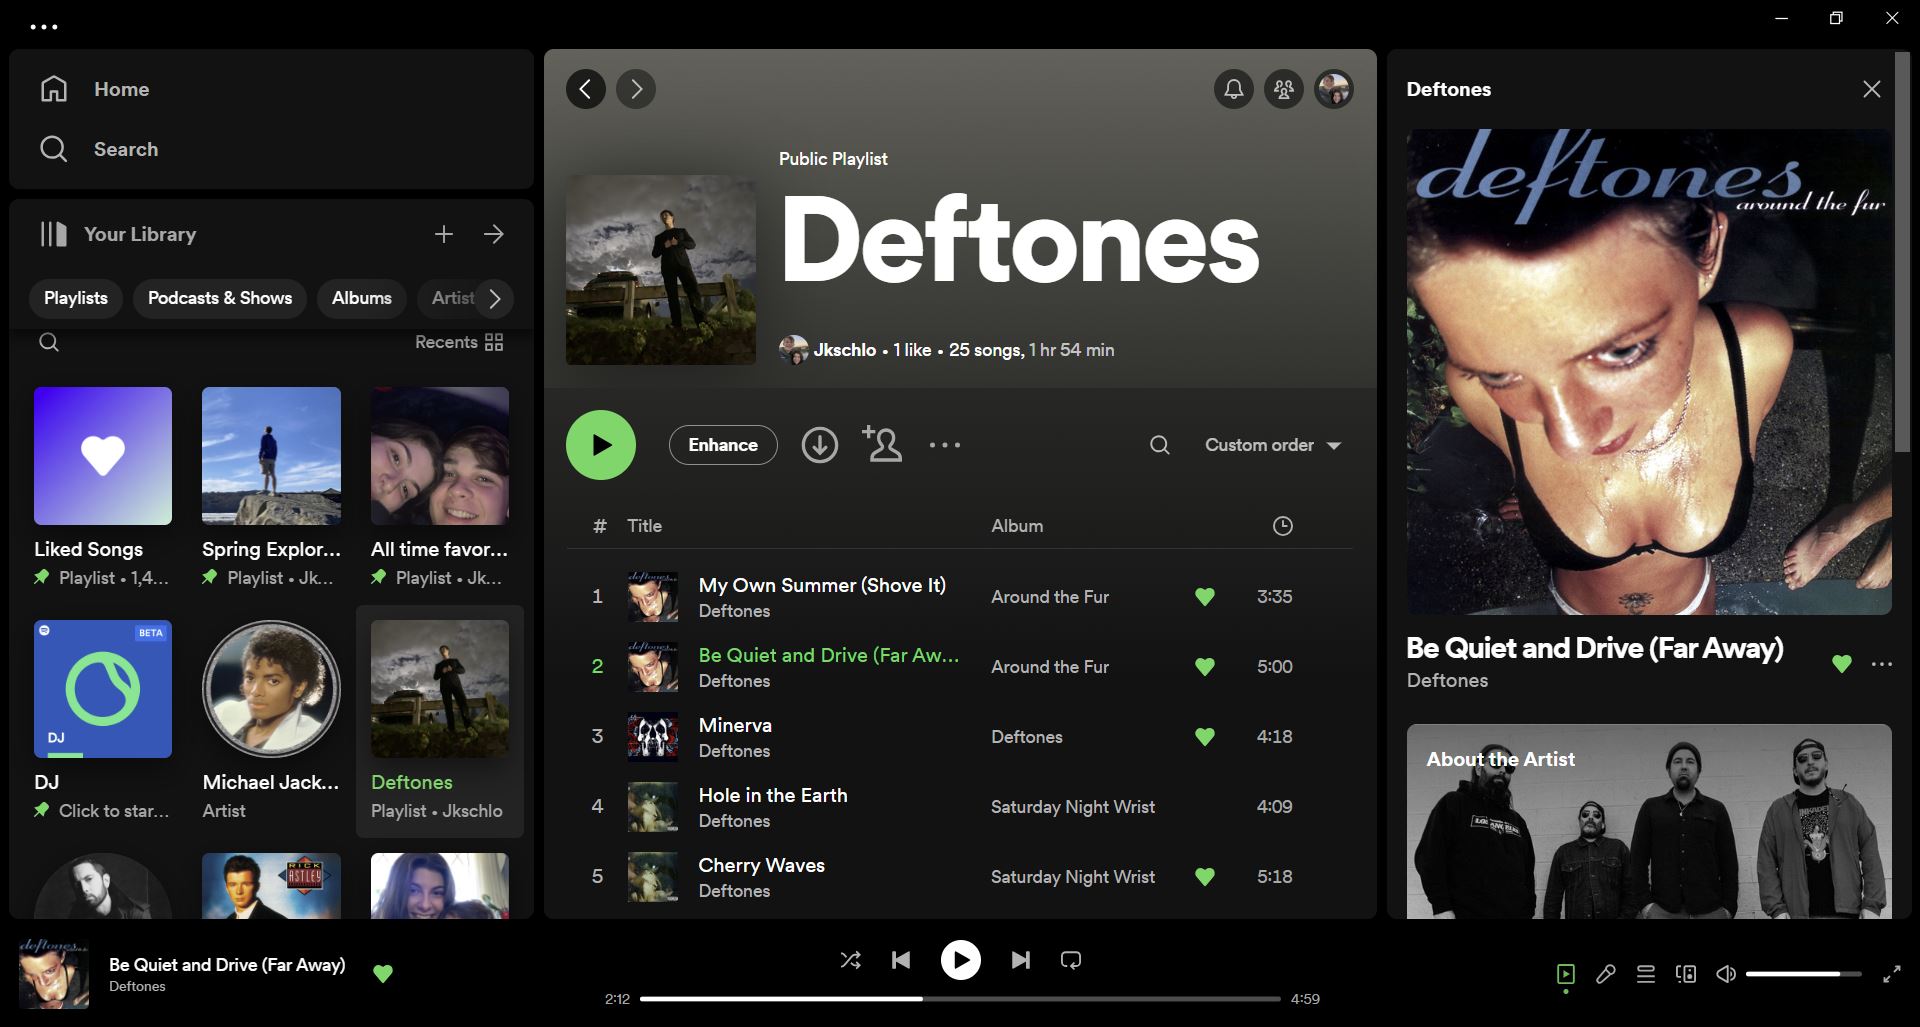 Home
Search
Your Library
Playlists
Podcasts & Shows
Albums
Artist
Recents
Liked Songs
Playlist • 1,4...
Spring Explor...
Playlist • Jk...
All time favor...
Playlist • Jk...
BETA
DJ
DJ
Click to star...
Michael Jack...
Artist
Deftones
Playlist • Jkschlo
RICK
ASTLEY
Public Playlist
Deftones
Jkschlo • 1 like • 25 songs, 1 hr 54 min
Enhance
Custom order
# Title Album
1 My Own Summer (Shove It) Around the Fur 3:35
Deftones
2 Be Quiet and Drive (Far Aw... Around the Fur 5:00
Deftones
3 Minerva Deftones 4:18
Deftones
4 Hole in the Earth Saturday Night Wrist 4:09
Deftones
5 Cherry Waves Saturday Night Wrist 5:18
Deftones
Deftones
deftones
around the fur
Be Quiet and Drive (Far Away)
Deftones
About the Artist
deftones
Be Quiet and Drive (Far Away)
Deftones
2:12
4:59